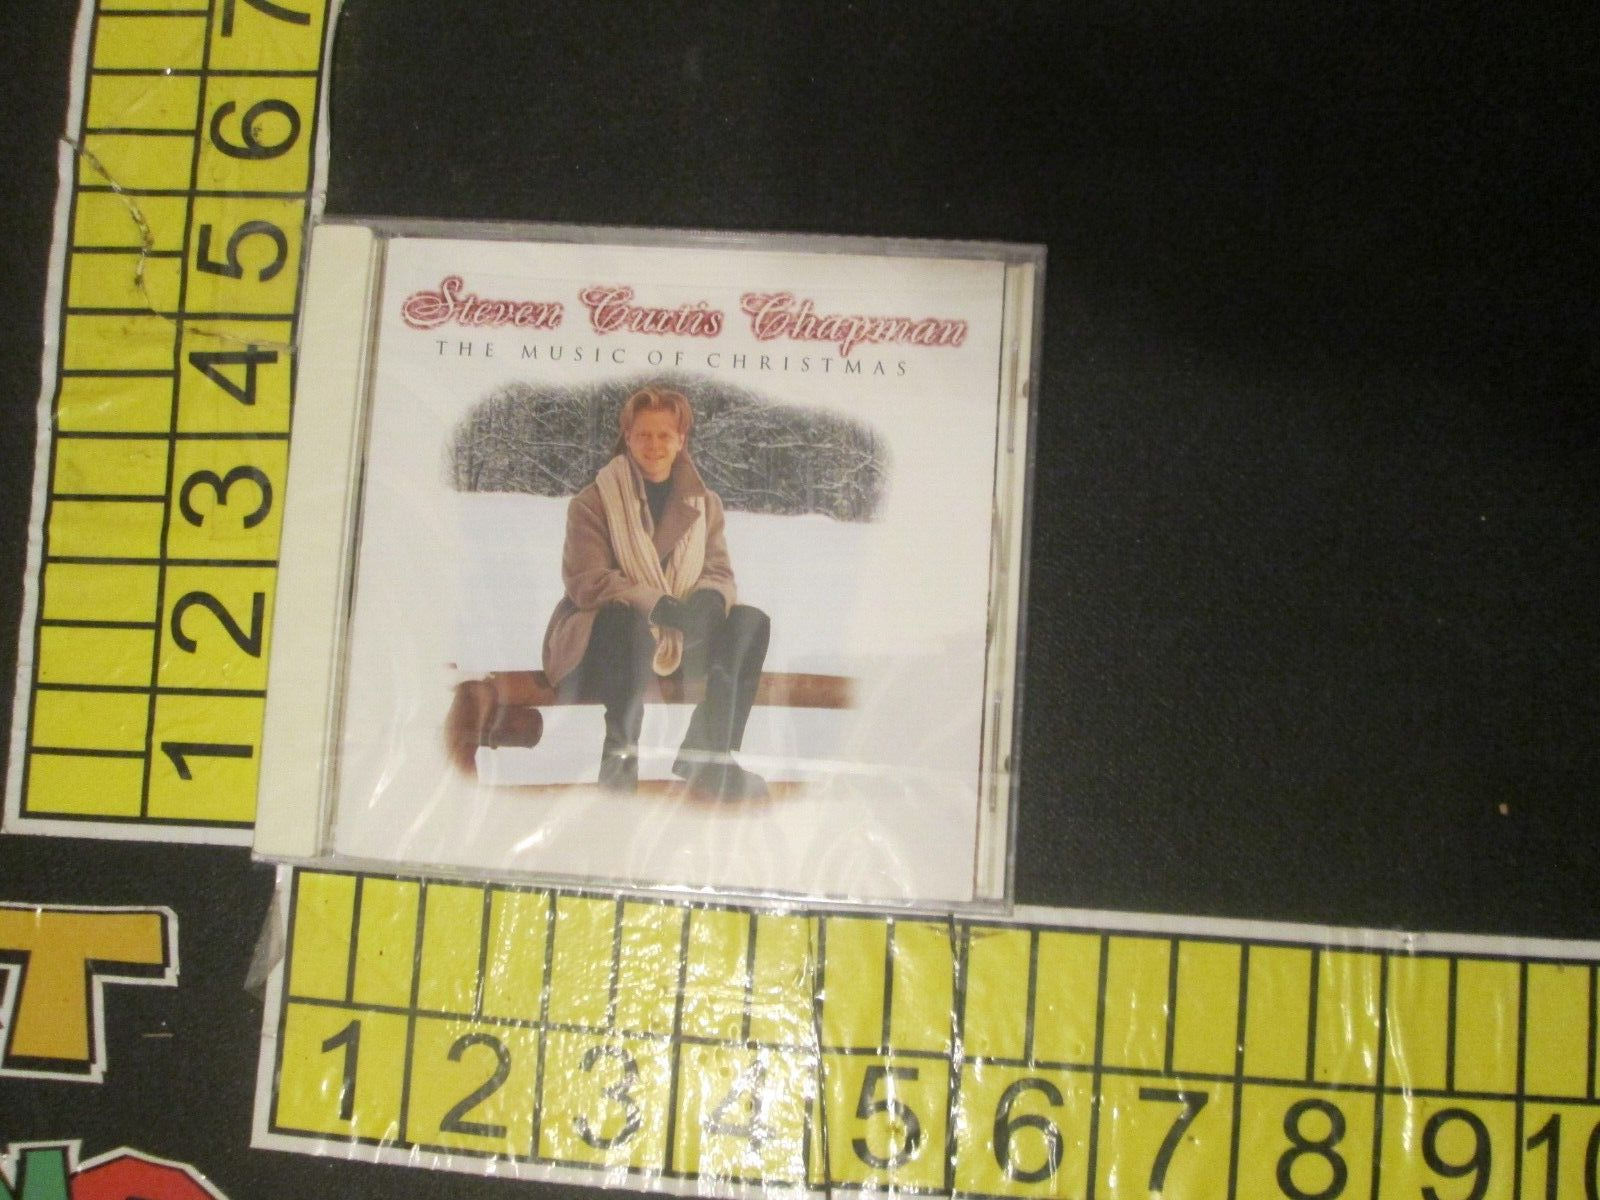 Steven Curtis Chapman
THE MUSIC OF CHRISTMAS
7
6
5
4
3
2
1
1 2 3 4 5 6 7 8 9 10
T